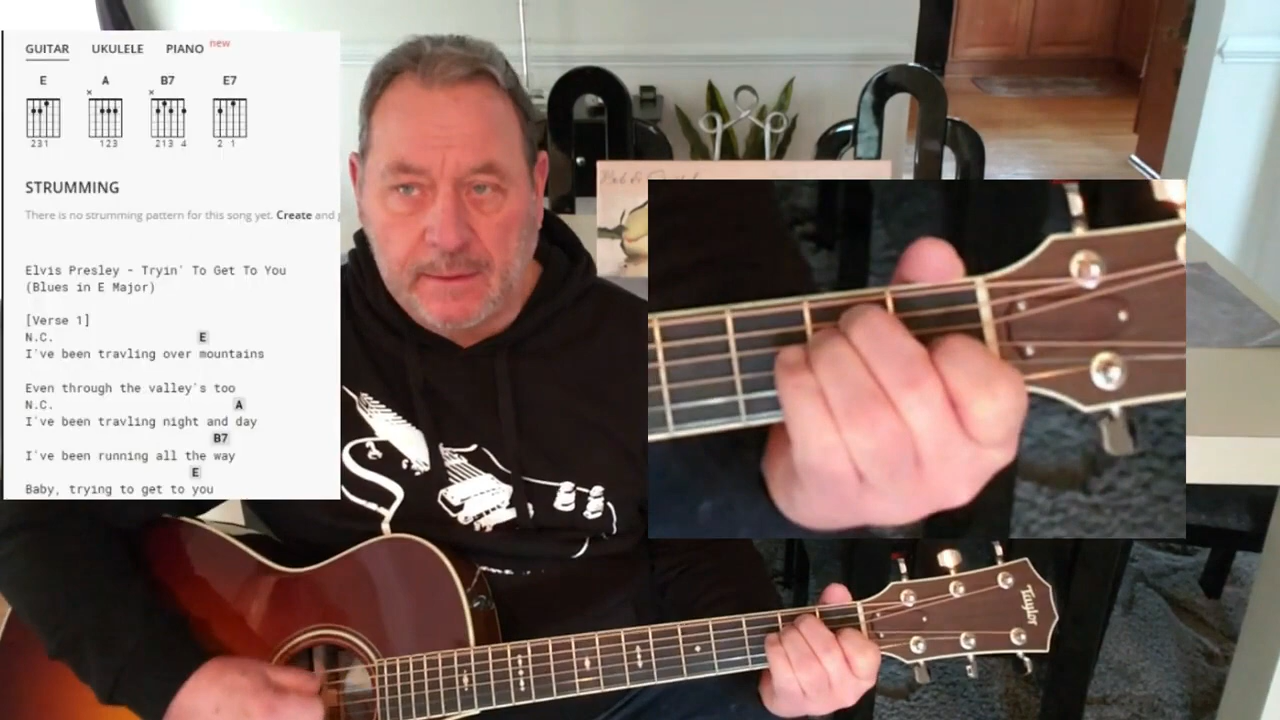 GUITAR UKULELE PIANO new
E A B7 E7
× ×
231 123 213 4 2 1
STRUMMING
There is no strumming pattern for this song yet. Create and
Elvis Presley - Tryin' To Get To You
(Blues in E Major)
[Verse 1]
N.C. E
I've been travling over mountains
Even through the valley's too
N.C. A
I've been travling night and day
B7
I've been running all the way
E
Baby, trying to get to you
Taylor